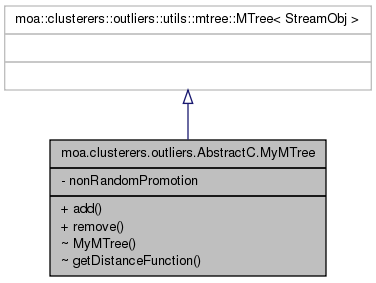 moa::clusterers::outliers::utils::mtree::MTree< StreamObj >
moa.clusterers.outliers.AbstractC.MyMTree
- nonRandomPromotion
+ add()
+ remove()
~ MyMTree()
~ getDistanceFunction()